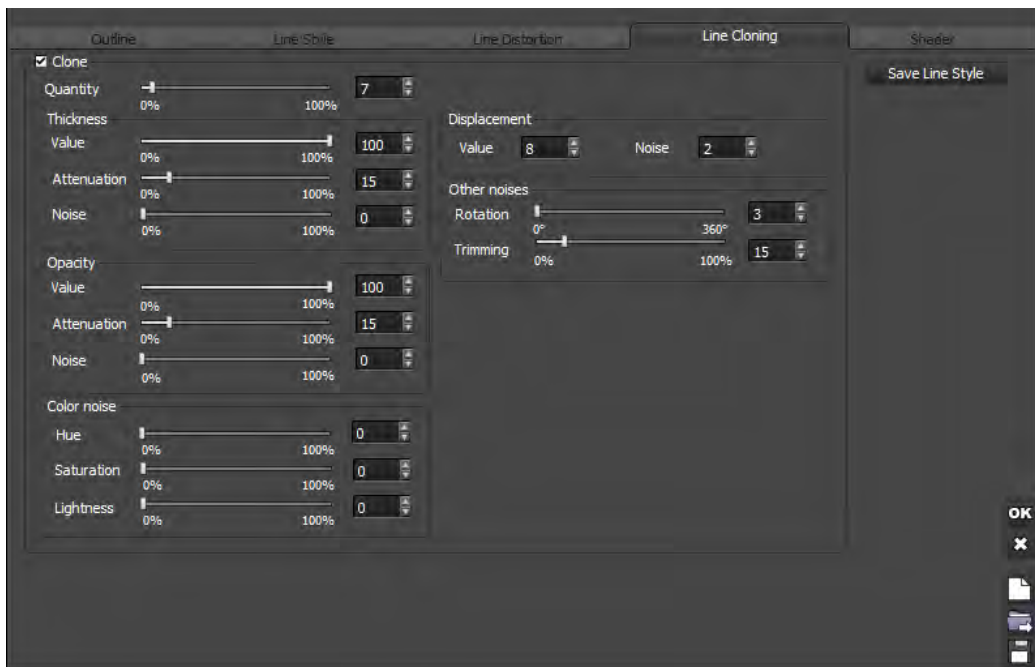 Outline Line Stile Line Distortion Line Cloning Shader
Clone
Save Line Style
Quantity 7
0% 100%
Thickness
Value 100
0% 100%
Attenuation 15
0% 100%
Noise 0
0% 100%
Displacement
Value 8 Noise 2
Other noises
Rotation 3
0° 360°
Trimming 15
0% 100%
Opacity
Value 100
0% 100%
Attenuation 15
0% 100%
Noise 0
0% 100%
Color noise
Hue 0
0% 100%
Saturation 0
0% 100%
Lightness 0
0% 100%
OK